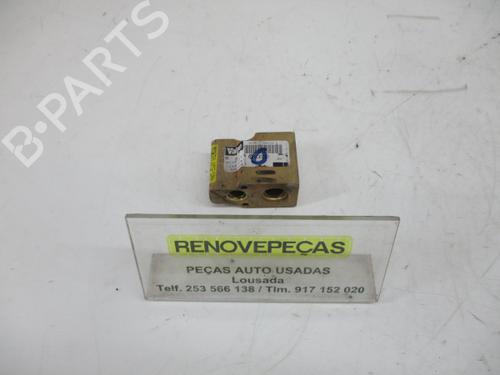 B-PARTS
RENOVEPEÇAS
PEÇAS AUTO USADAS
Lousada
Telf. 253 566 138 / Tlm. 917 152 020